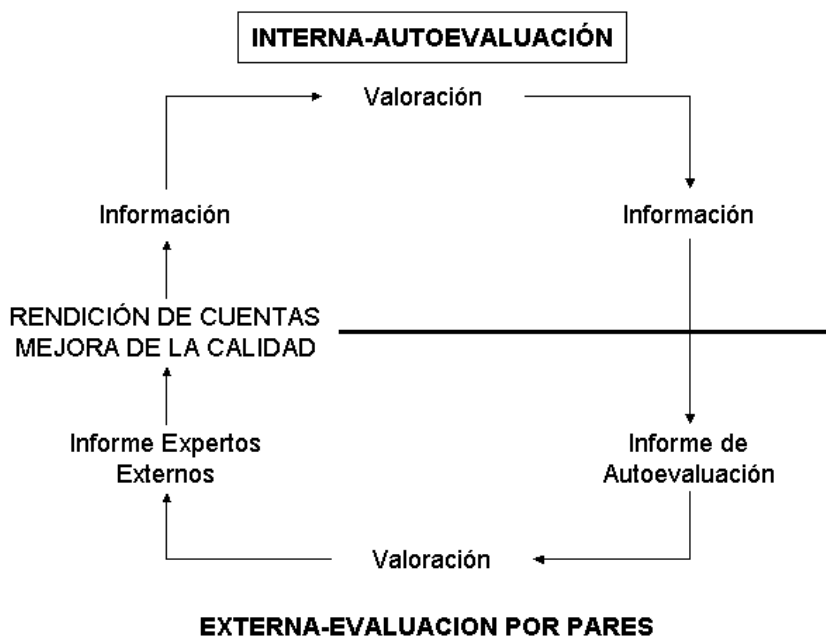 INTERNA-AUTOEVALUACIÓN
Valoración
Información
Información
RENDICIÓN DE CUENTAS
MEJORA DE LA CALIDAD
Informe Expertos
Externos
Informe de
Autoevaluación
Valoración
EXTERNA-EVALUACION POR PARES